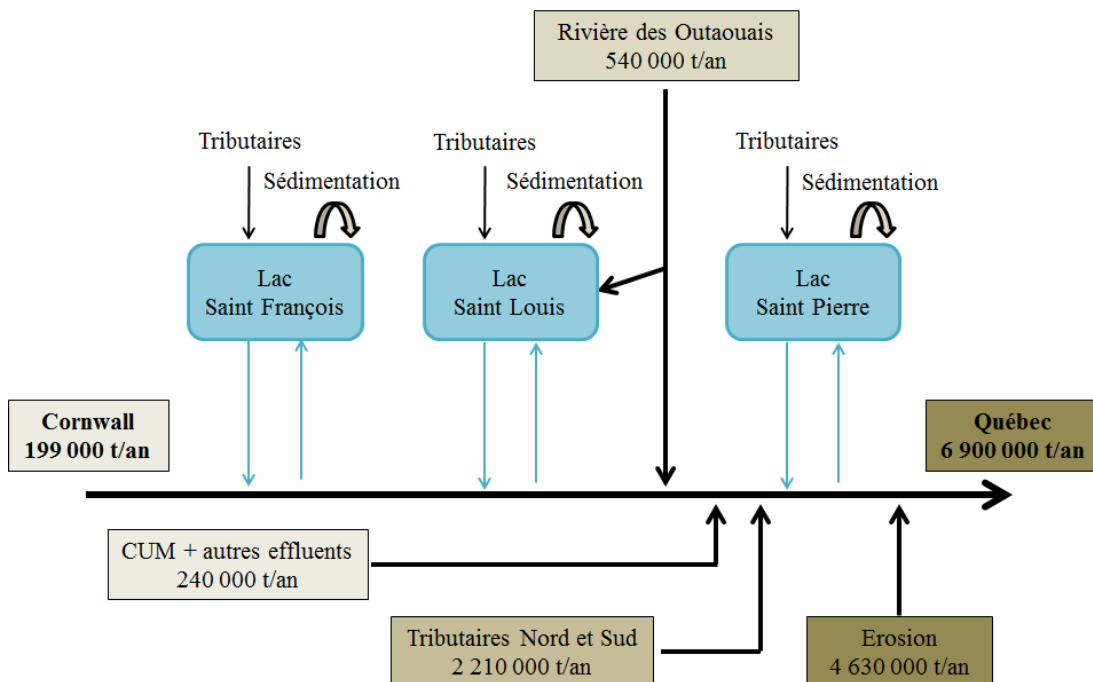 Rivière des Outaouais
540 000 t/an
Tributaires
Tributaires
Tributaires
Sédimentation
Sédimentation
Sédimentation
Lac
Saint François
Lac
Saint Louis
Lac
Saint Pierre
Cornwall
199 000 t/an
Québec
6 900 000 t/an
CUM + autres effluents
240 000 t/an
Tributaires Nord et Sud
2 210 000 t/an
Erosion
4 630 000 t/an